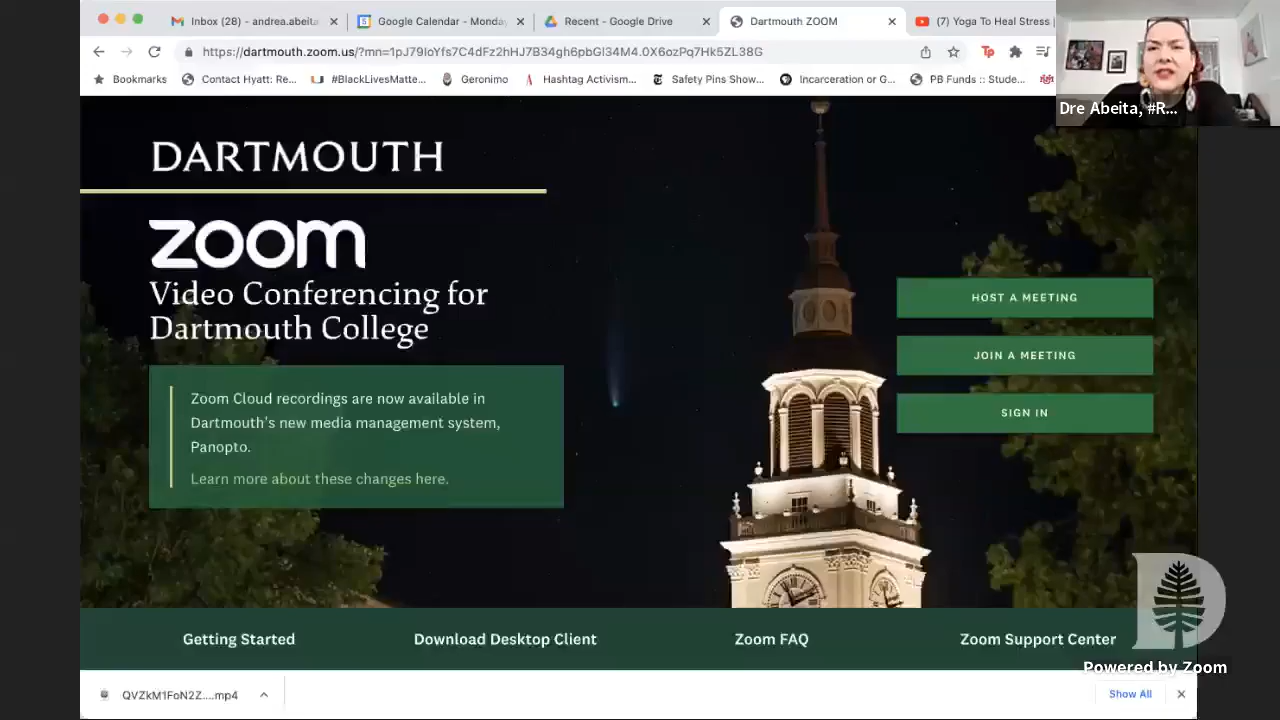 Inbox (28) - andrea.abeita
Google Calendar - Monday
Recent - Google Drive
Dartmouth ZOOM
(7) Yoga To Heal Stress |
https://dartmouth.zoom.us/?mn=1pJ79IoYfs7C4dFz2hHJ7B34gh6pbGl34M4.0X6ozPq7Hk5ZL38G
Tp
Bookmarks
Contact Hyatt: Re...
#BlackLivesMatte...
Geronimo
Hashtag Activism...
Safety Pins Show...
Incarceration or G...
PB Funds :: Stude...
Dre Abeita, #R...
DARTMOUTH
zoom
Video Conferencing for
Dartmouth College
Zoom Cloud recordings are now available in
Dartmouth's new media management system,
Panopto.
Learn more about these changes here.
HOST A MEETING
JOIN A MEETING
SIGN IN
Getting Started
Download Desktop Client
Zoom FAQ
Zoom Support Center
D
Powered by Zoom
QVZkM1FoN2Z....mp4
Show All